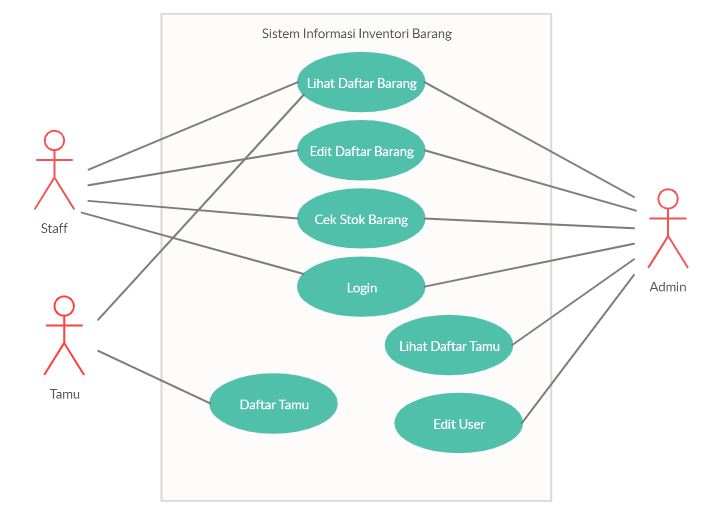 Sistem Informasi Inventori Barang
Lihat Daftar Barang
Edit Daftar Barang
Cek Stok Barang
Staff
Login
Admin
Lihat Daftar Tamu
Tamu
Daftar Tamu
Edit User